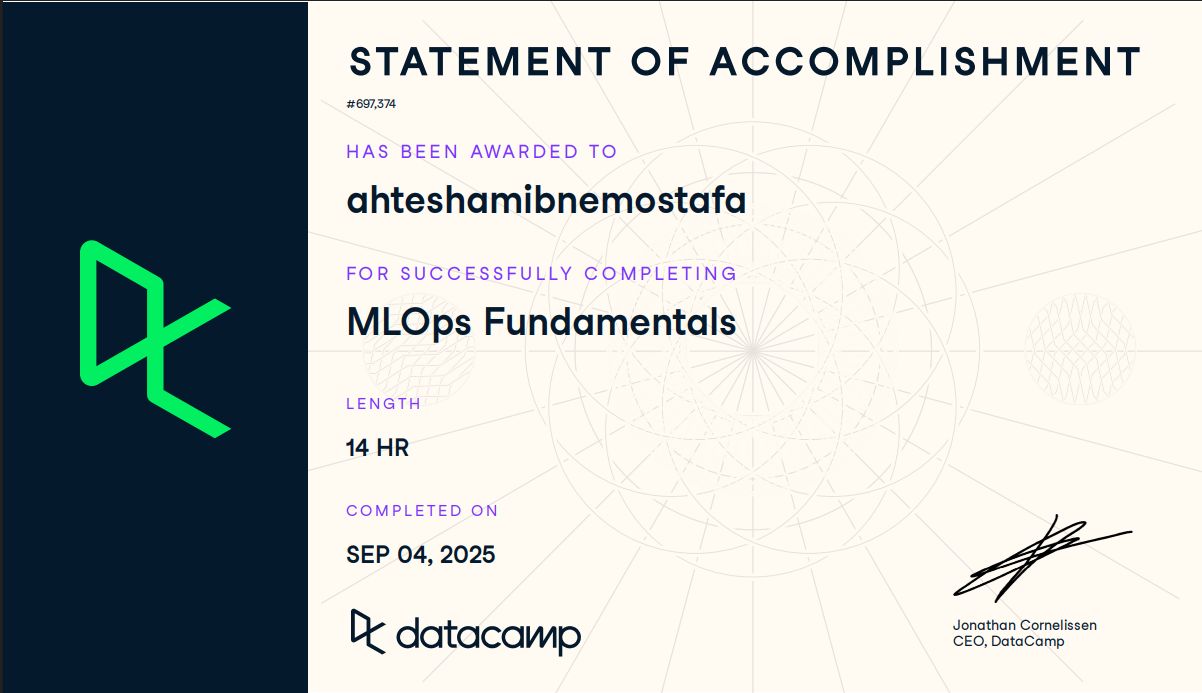 STATEMENT OF ACCOMPLISHMENT
#697,374
HAS BEEN AWARDED TO
ahteshamibnemostafa
FOR SUCCESSFULLY COMPLETING
MLOps Fundamentals
LENGTH
14 HR
COMPLETED ON
SEP 04, 2025
datacamp
Jonathan Cornelissen
CEO, DataCamp